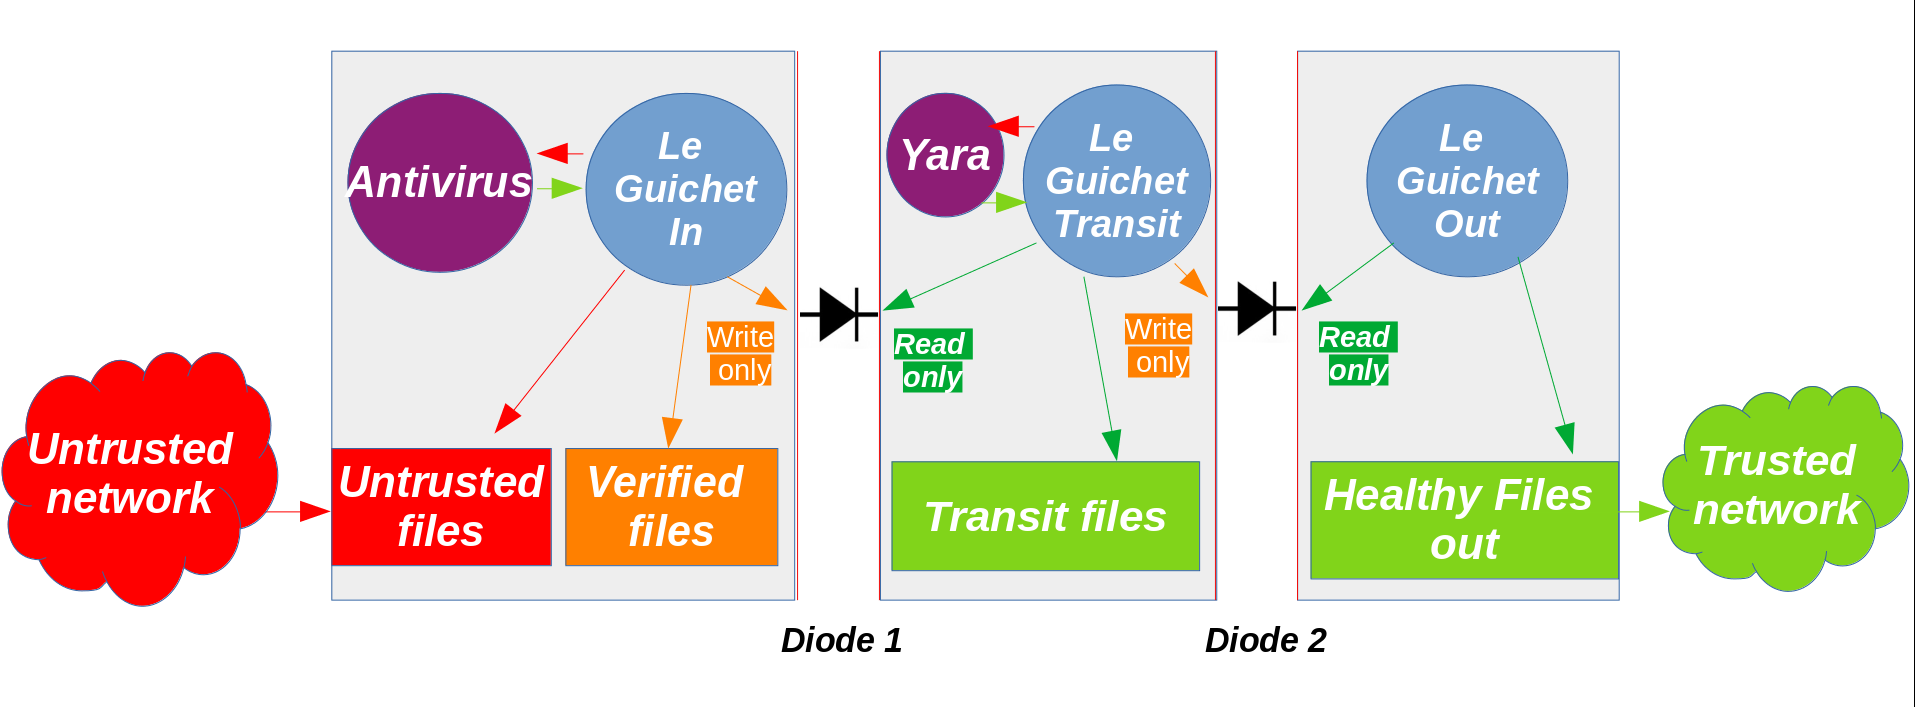 Antivirus
Le
Guichet
In
Write
only
Untrusted
network
Untrusted
files
Verified
files
Yara
Le
Guichet
Transit
Read
only
Write
only
Transit files
Le
Guichet
Out
Read
only
Healthy Files
out
Trusted
network
Diode 1
Diode 2